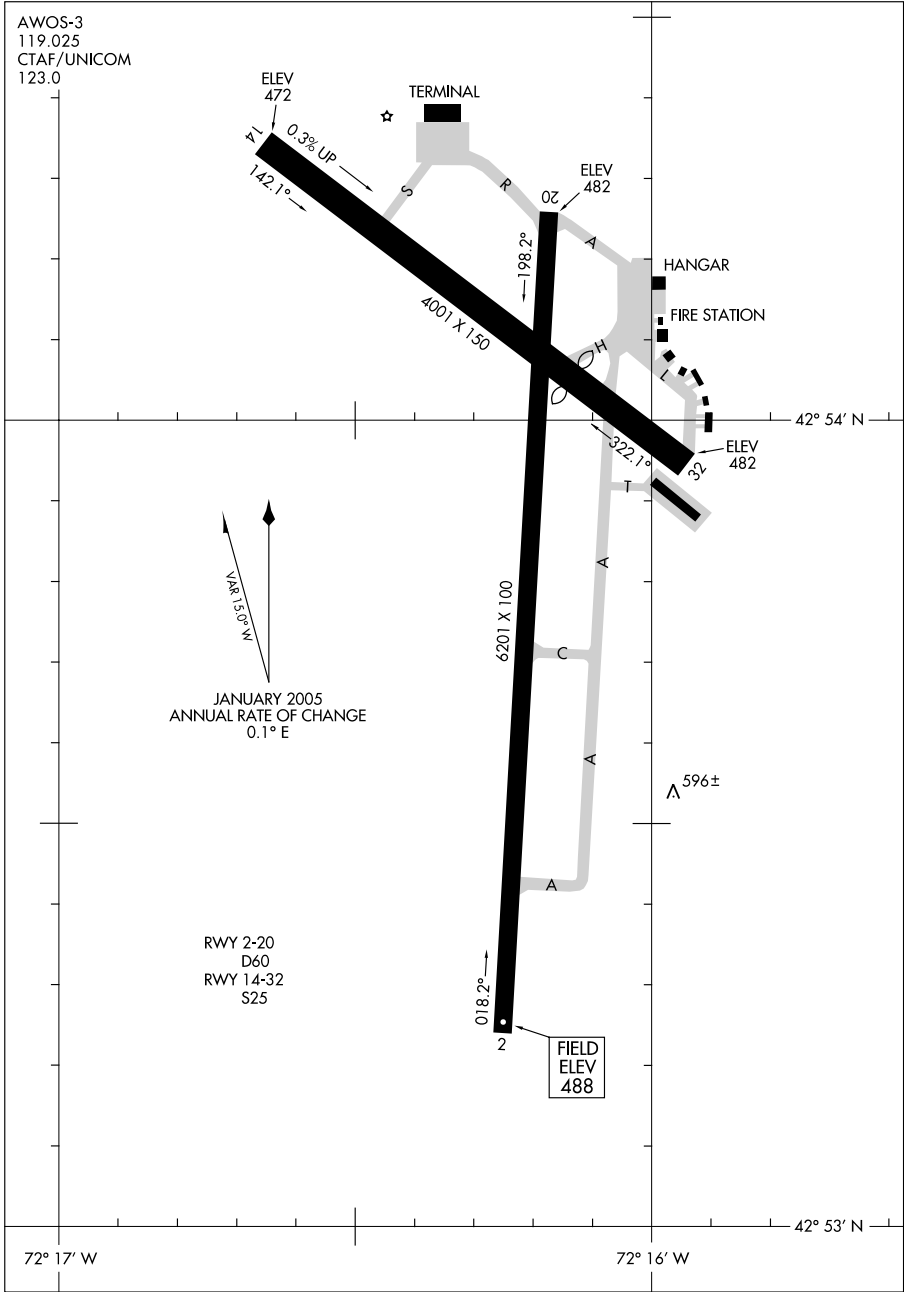 AWOS-3
119.025
CTAF/UNICOM
123.0
ELEV
472
TERMINAL
14
0.3% UP
142.1°
S
R
ELEV
482
20
A
198.2°
HANGAR
4001 X 150
FIRE STATION
H
L
42° 54' N
322.1°
ELEV
482
32
T
A
VAR 15.0° W
6201 X 100
C
JANUARY 2005
ANNUAL RATE OF CHANGE
0.1° E
A
596±
A
RWY 2-20
D60
RWY 14-32
S25
018.2°
2
FIELD
ELEV
488
42° 53' N
72° 17' W
72° 16' W